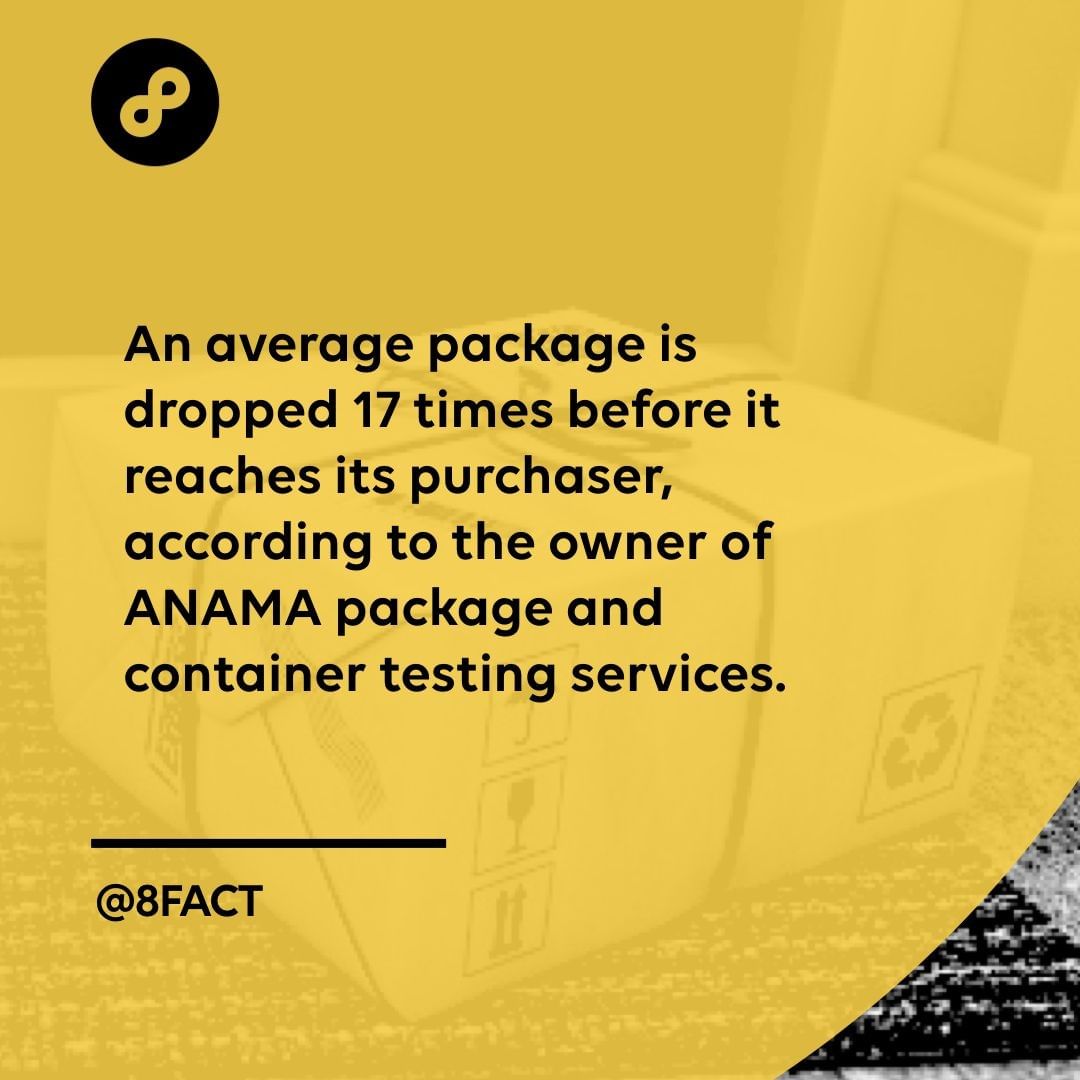 An average package is
dropped 17 times before it
reaches its purchaser,
according to the owner of
ANAMA package and
container testing services.
@8FACT